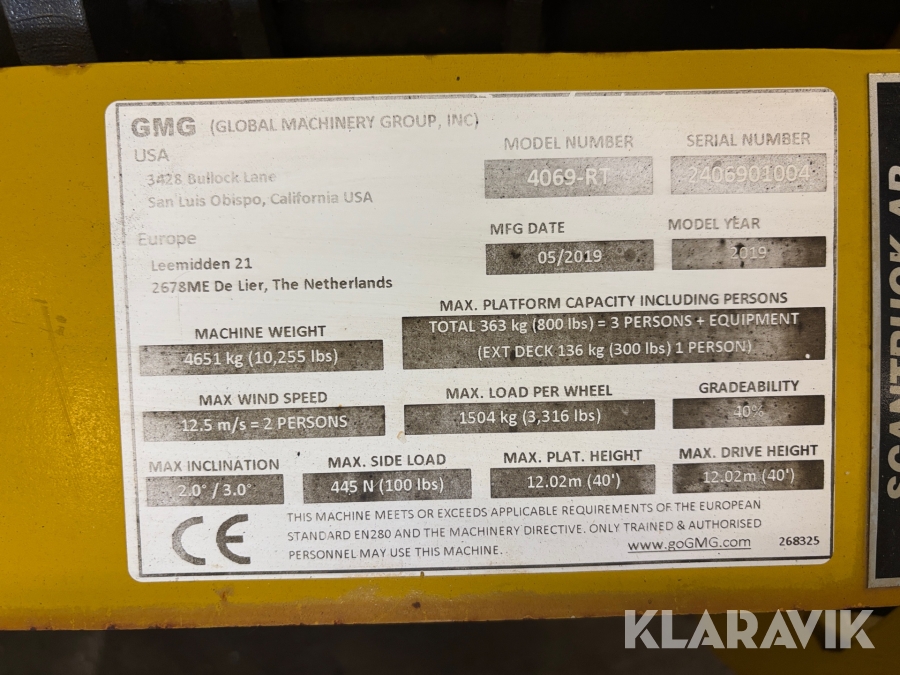 GMG (GLOBAL MACHINERY GROUP, INC)
USA
3428 Bullock Lane
San Luis Obispo, California USA
Europe
Leemidden 21
2678ME De Lier, The Netherlands
MODEL NUMBER
4069-RT
SERIAL NUMBER
2406901004
MFG DATE
05/2019
MODEL YEAR
2019
MACHINE WEIGHT
4651 kg (10,255 lbs)
MAX. PLATFORM CAPACITY INCLUDING PERSONS
TOTAL 363 kg (800 lbs) = 3 PERSONS + EQUIPMENT
(EXT DECK 136 kg (300 lbs) 1 PERSON)
MAX WIND SPEED
12.5 m/s = 2 PERSONS
MAX. LOAD PER WHEEL
1504 kg (3,316 lbs)
GRADEABILITY
40%
MAX INCLINATION
2.0° / 3.0°
MAX. SIDE LOAD
445 N (100 lbs)
MAX. PLAT. HEIGHT
12.02m (40')
MAX. DRIVE HEIGHT
12.02m (40')
CE
THIS MACHINE MEETS OR EXCEEDS APPLICABLE REQUIREMENTS OF THE EUROPEAN
STANDARD EN280 AND THE MACHINERY DIRECTIVE. ONLY TRAINED & AUTHORISED
PERSONNEL MAY USE THIS MACHINE.
www.goGMG.com
268325
SCANTRUCK AB
KLARAVIK